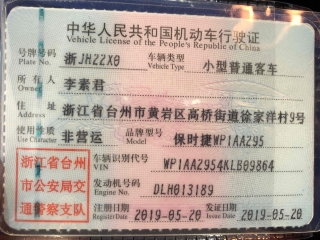 中华人民共和国机动车行驶证
Vehicle License of the People's Republic of China
号牌号码 浙JHZZX0 车辆类型 小型普通客车
Plate No. Vehicle Type
所有人 李素君
Owner
住址 浙江省台州市黄岩区高桥街道徐家洋村9号
Address
使用性质 非营运 品牌型号 保时捷WP1AA295
Use Character Model
浙江省台州市公安局交通警察支队
车辆识别代号 WP1AA2954KLB09864
VIN
发动机号码 DLH013189
Engine No.
注册日期 2019-05-20 发证日期 2019-05-20
Register Date Issue Date